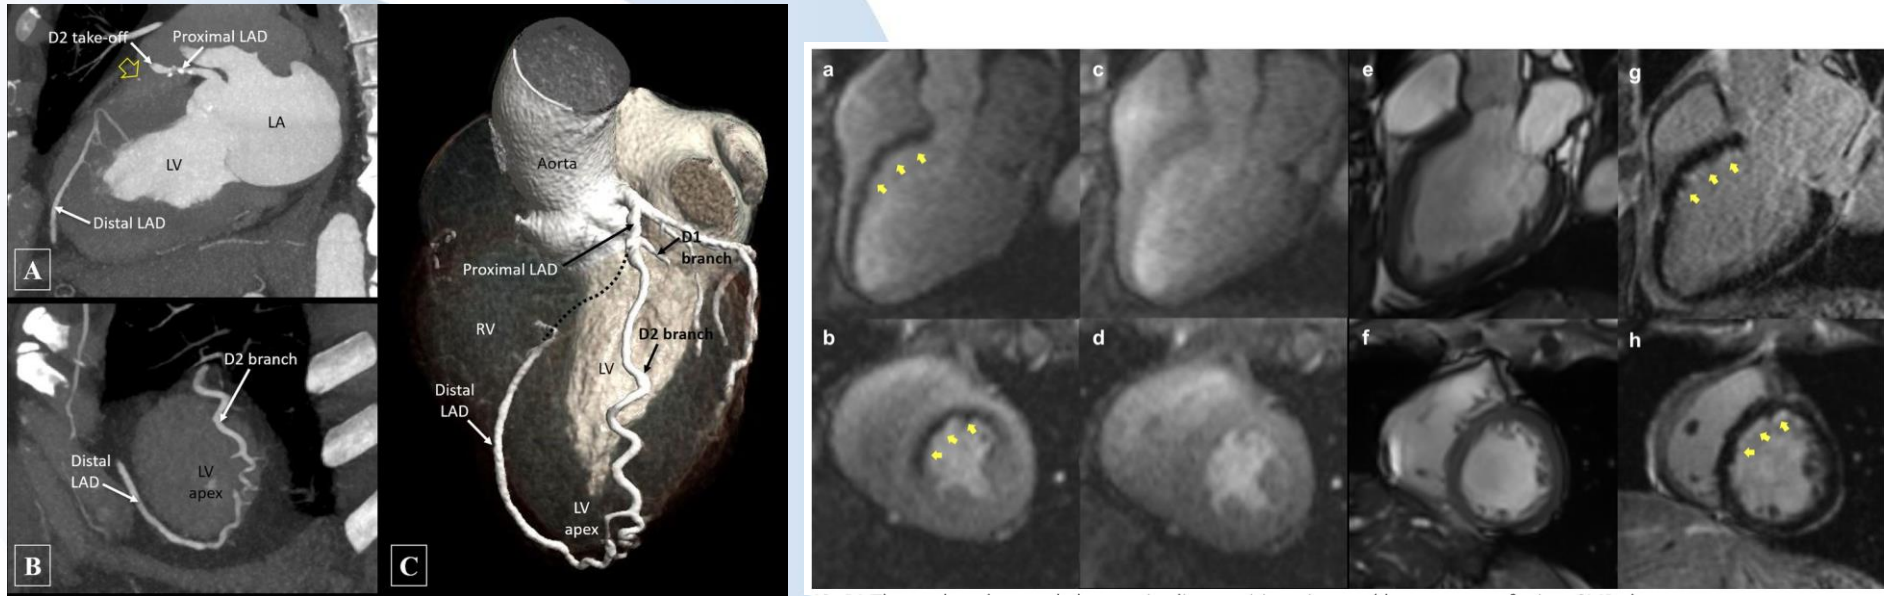 D2 take-off
Proximal LAD
LA
LV
Distal LAD
A
D2 branch
Distal
LAD
LV
apex
B
Aorta
Proximal LAD
D1
branch
RV
D2 branch
LV
Distal
LAD
LV
apex
C
a
c
e
g
b
d
f
h